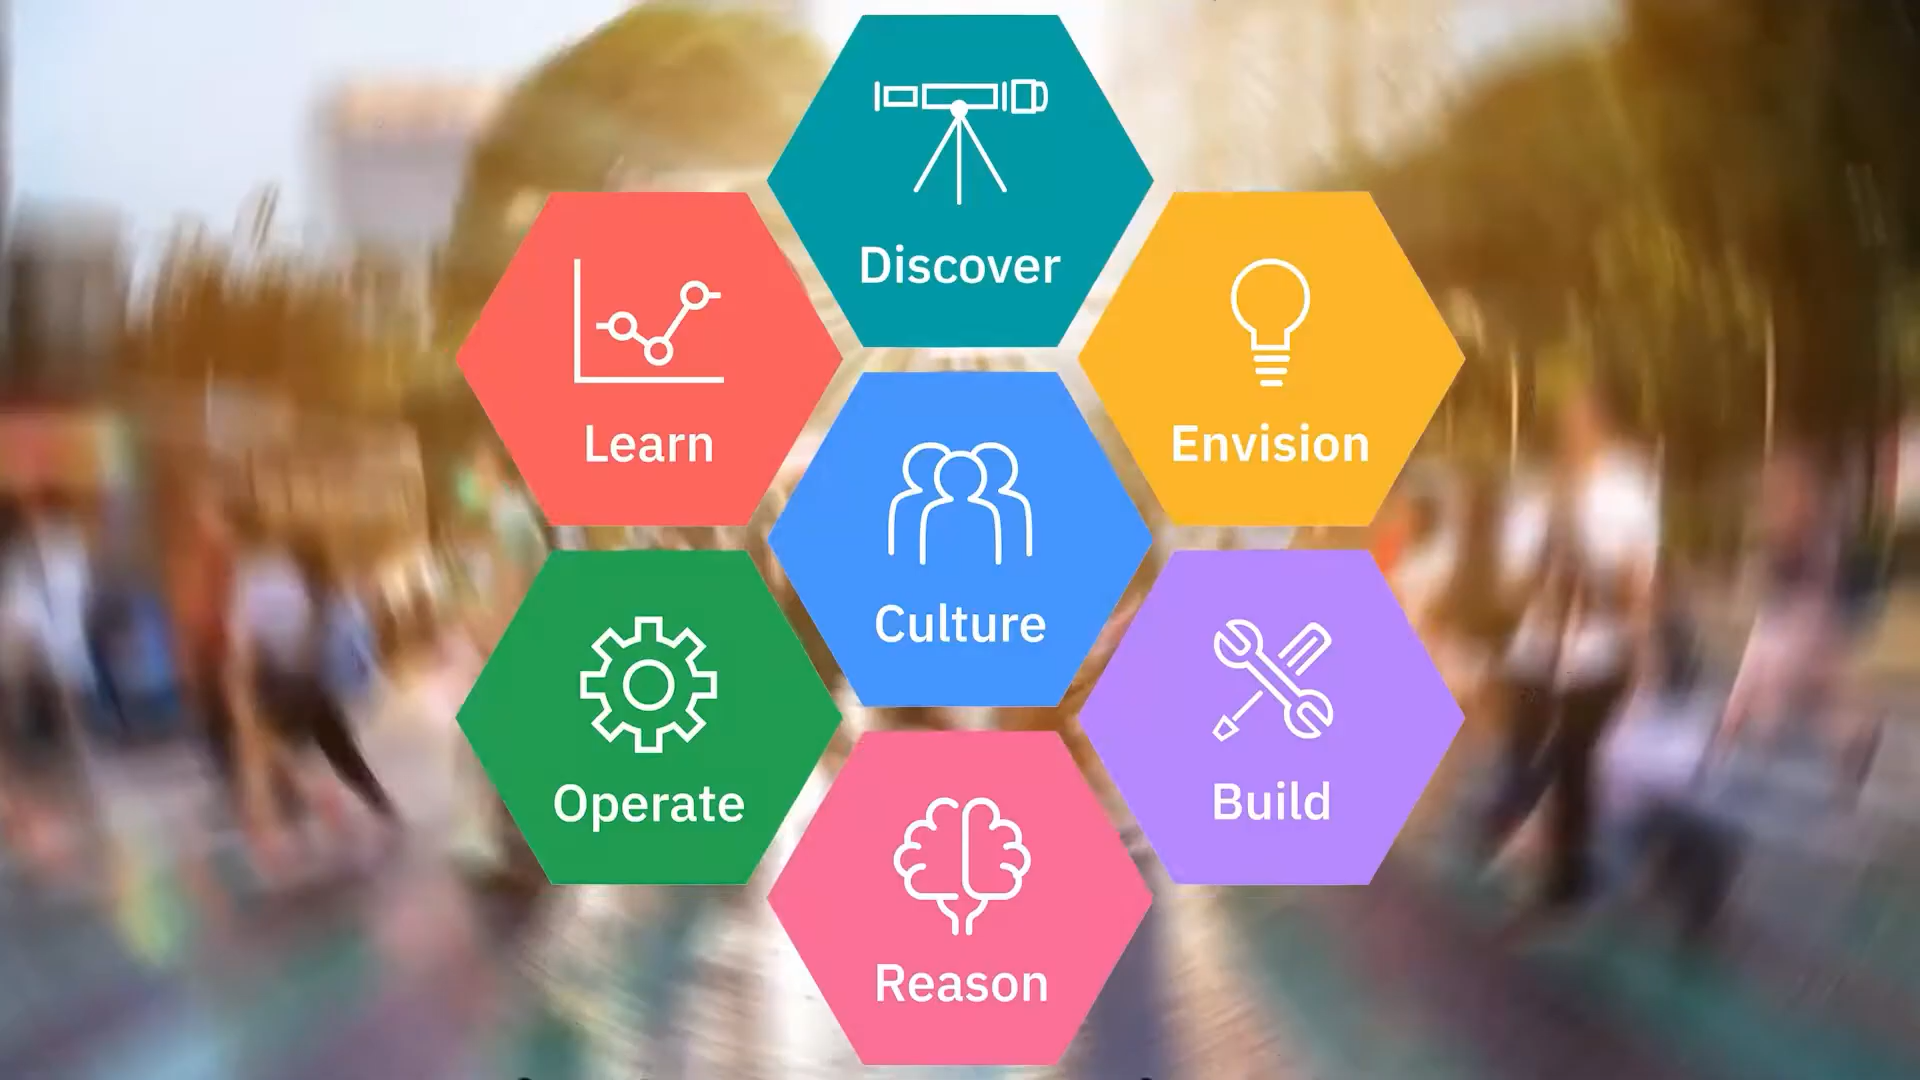 Discover
Learn
Envision
Culture
Operate
Build
Reason